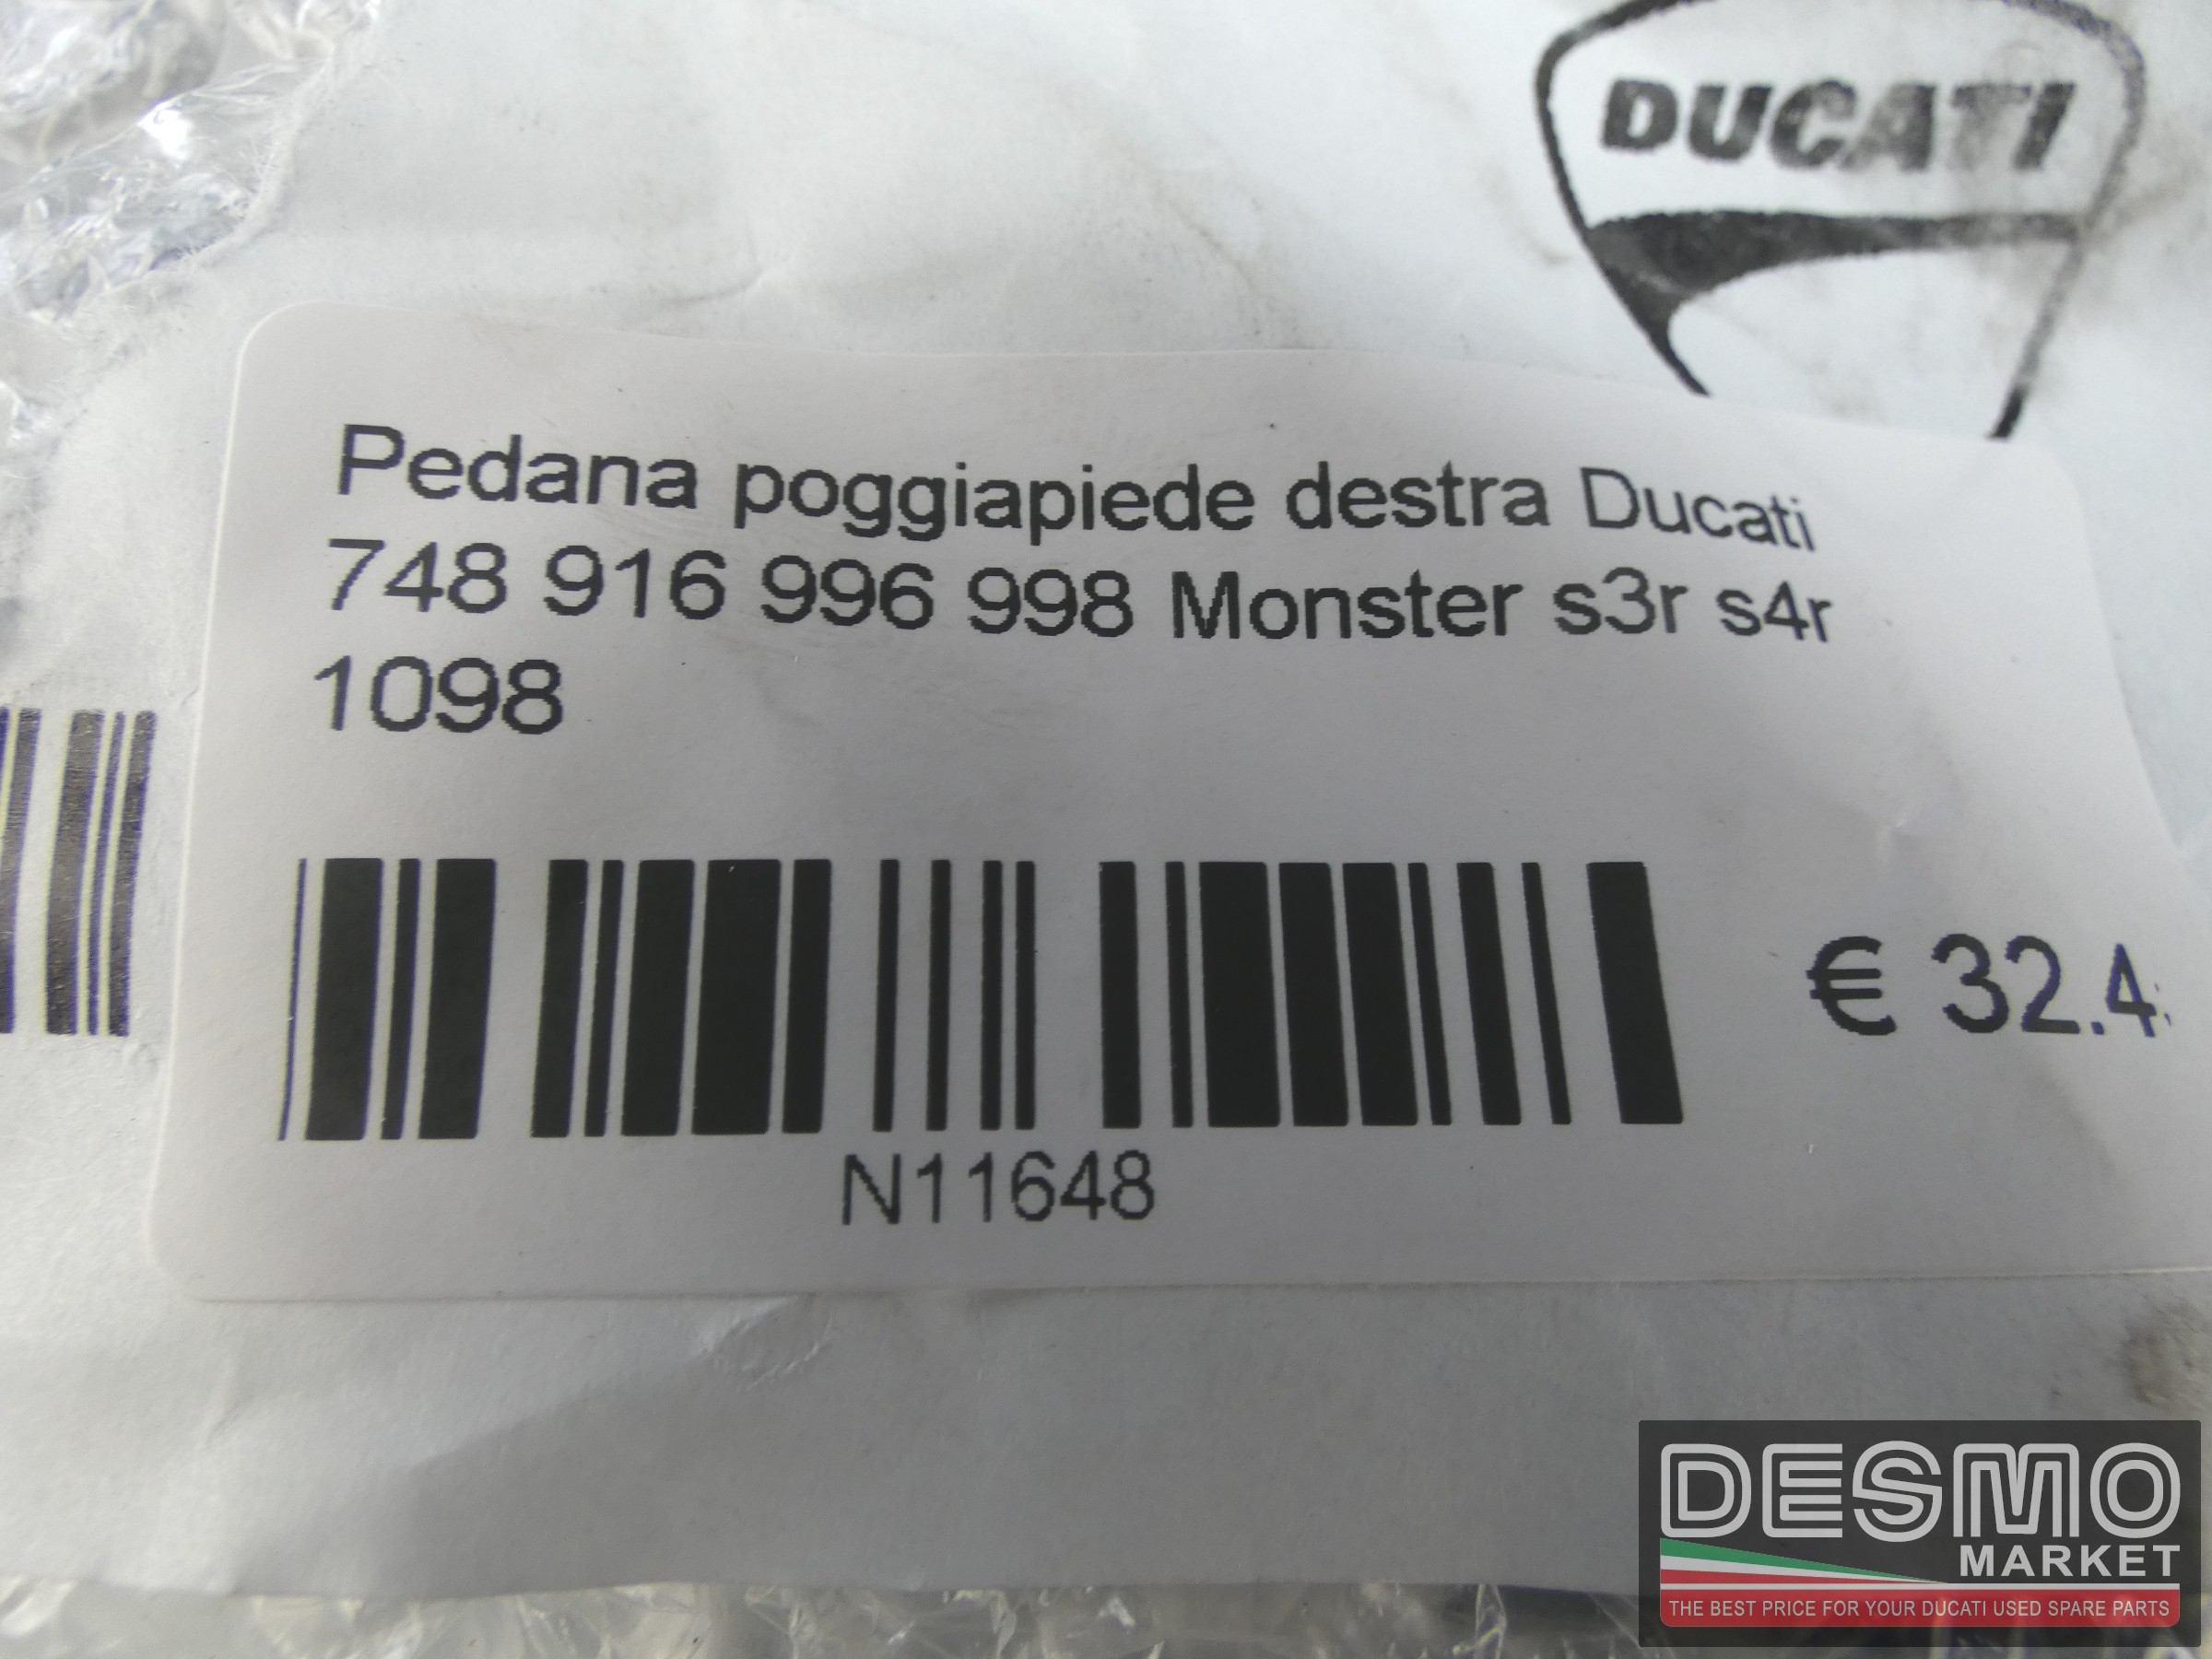 DUCATI
Pedana poggiapiede destra Ducati
748 916 996 998 Monster s3r s4r
1098
€ 32.4
N11648
DESMO
MARKET
THE BEST PRICE FOR YOUR DUCATI USED SPARE PARTS